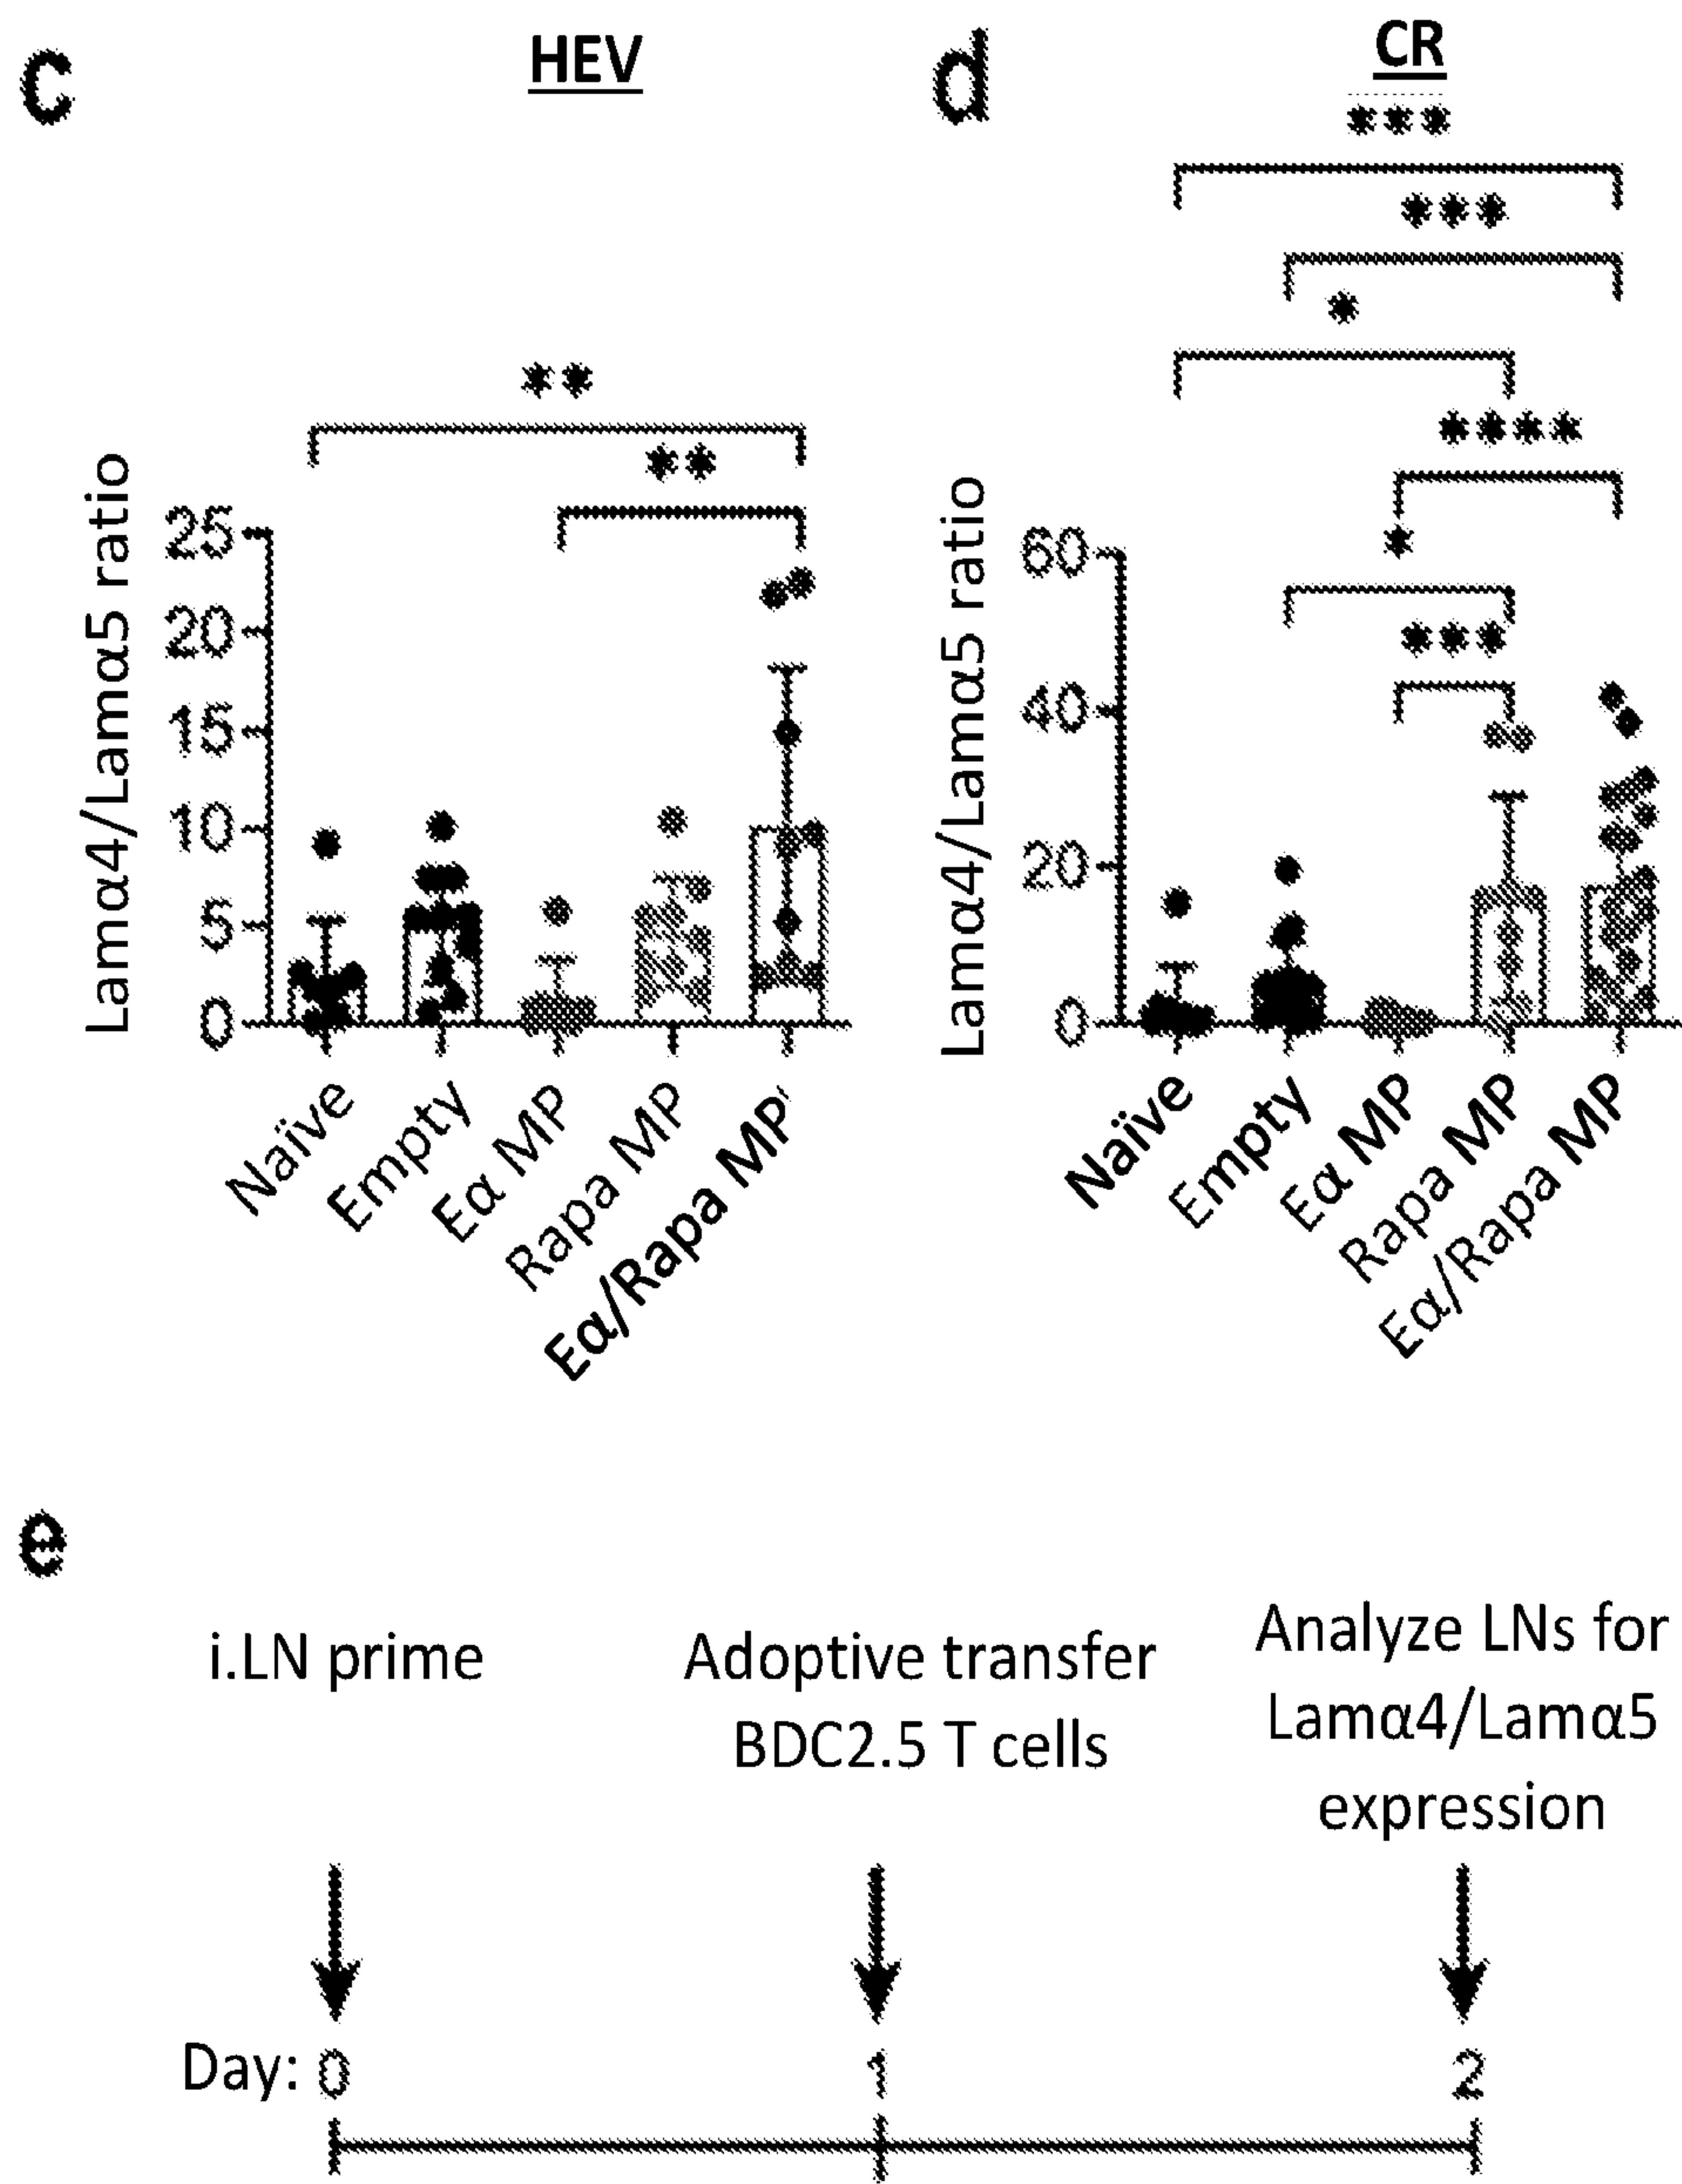 c
HEV
**
**
Lamα4/Lamα5 ratio
25
20
15
10
5
0
Naïve
Empty
Eα MP
Rapa MP
Eα/Rapa MP
d
CR
***
***
*
****
*
***
Lamα4/Lamα5 ratio
60
40
20
0
Naïve
Empty
Eα MP
Rapa MP
Eα/Rapa MP
e
i.LN prime
Adoptive transfer
BDC2.5 T cells
Analyze LNs for
Lamα4/Lamα5
expression
Day: 0 1 2